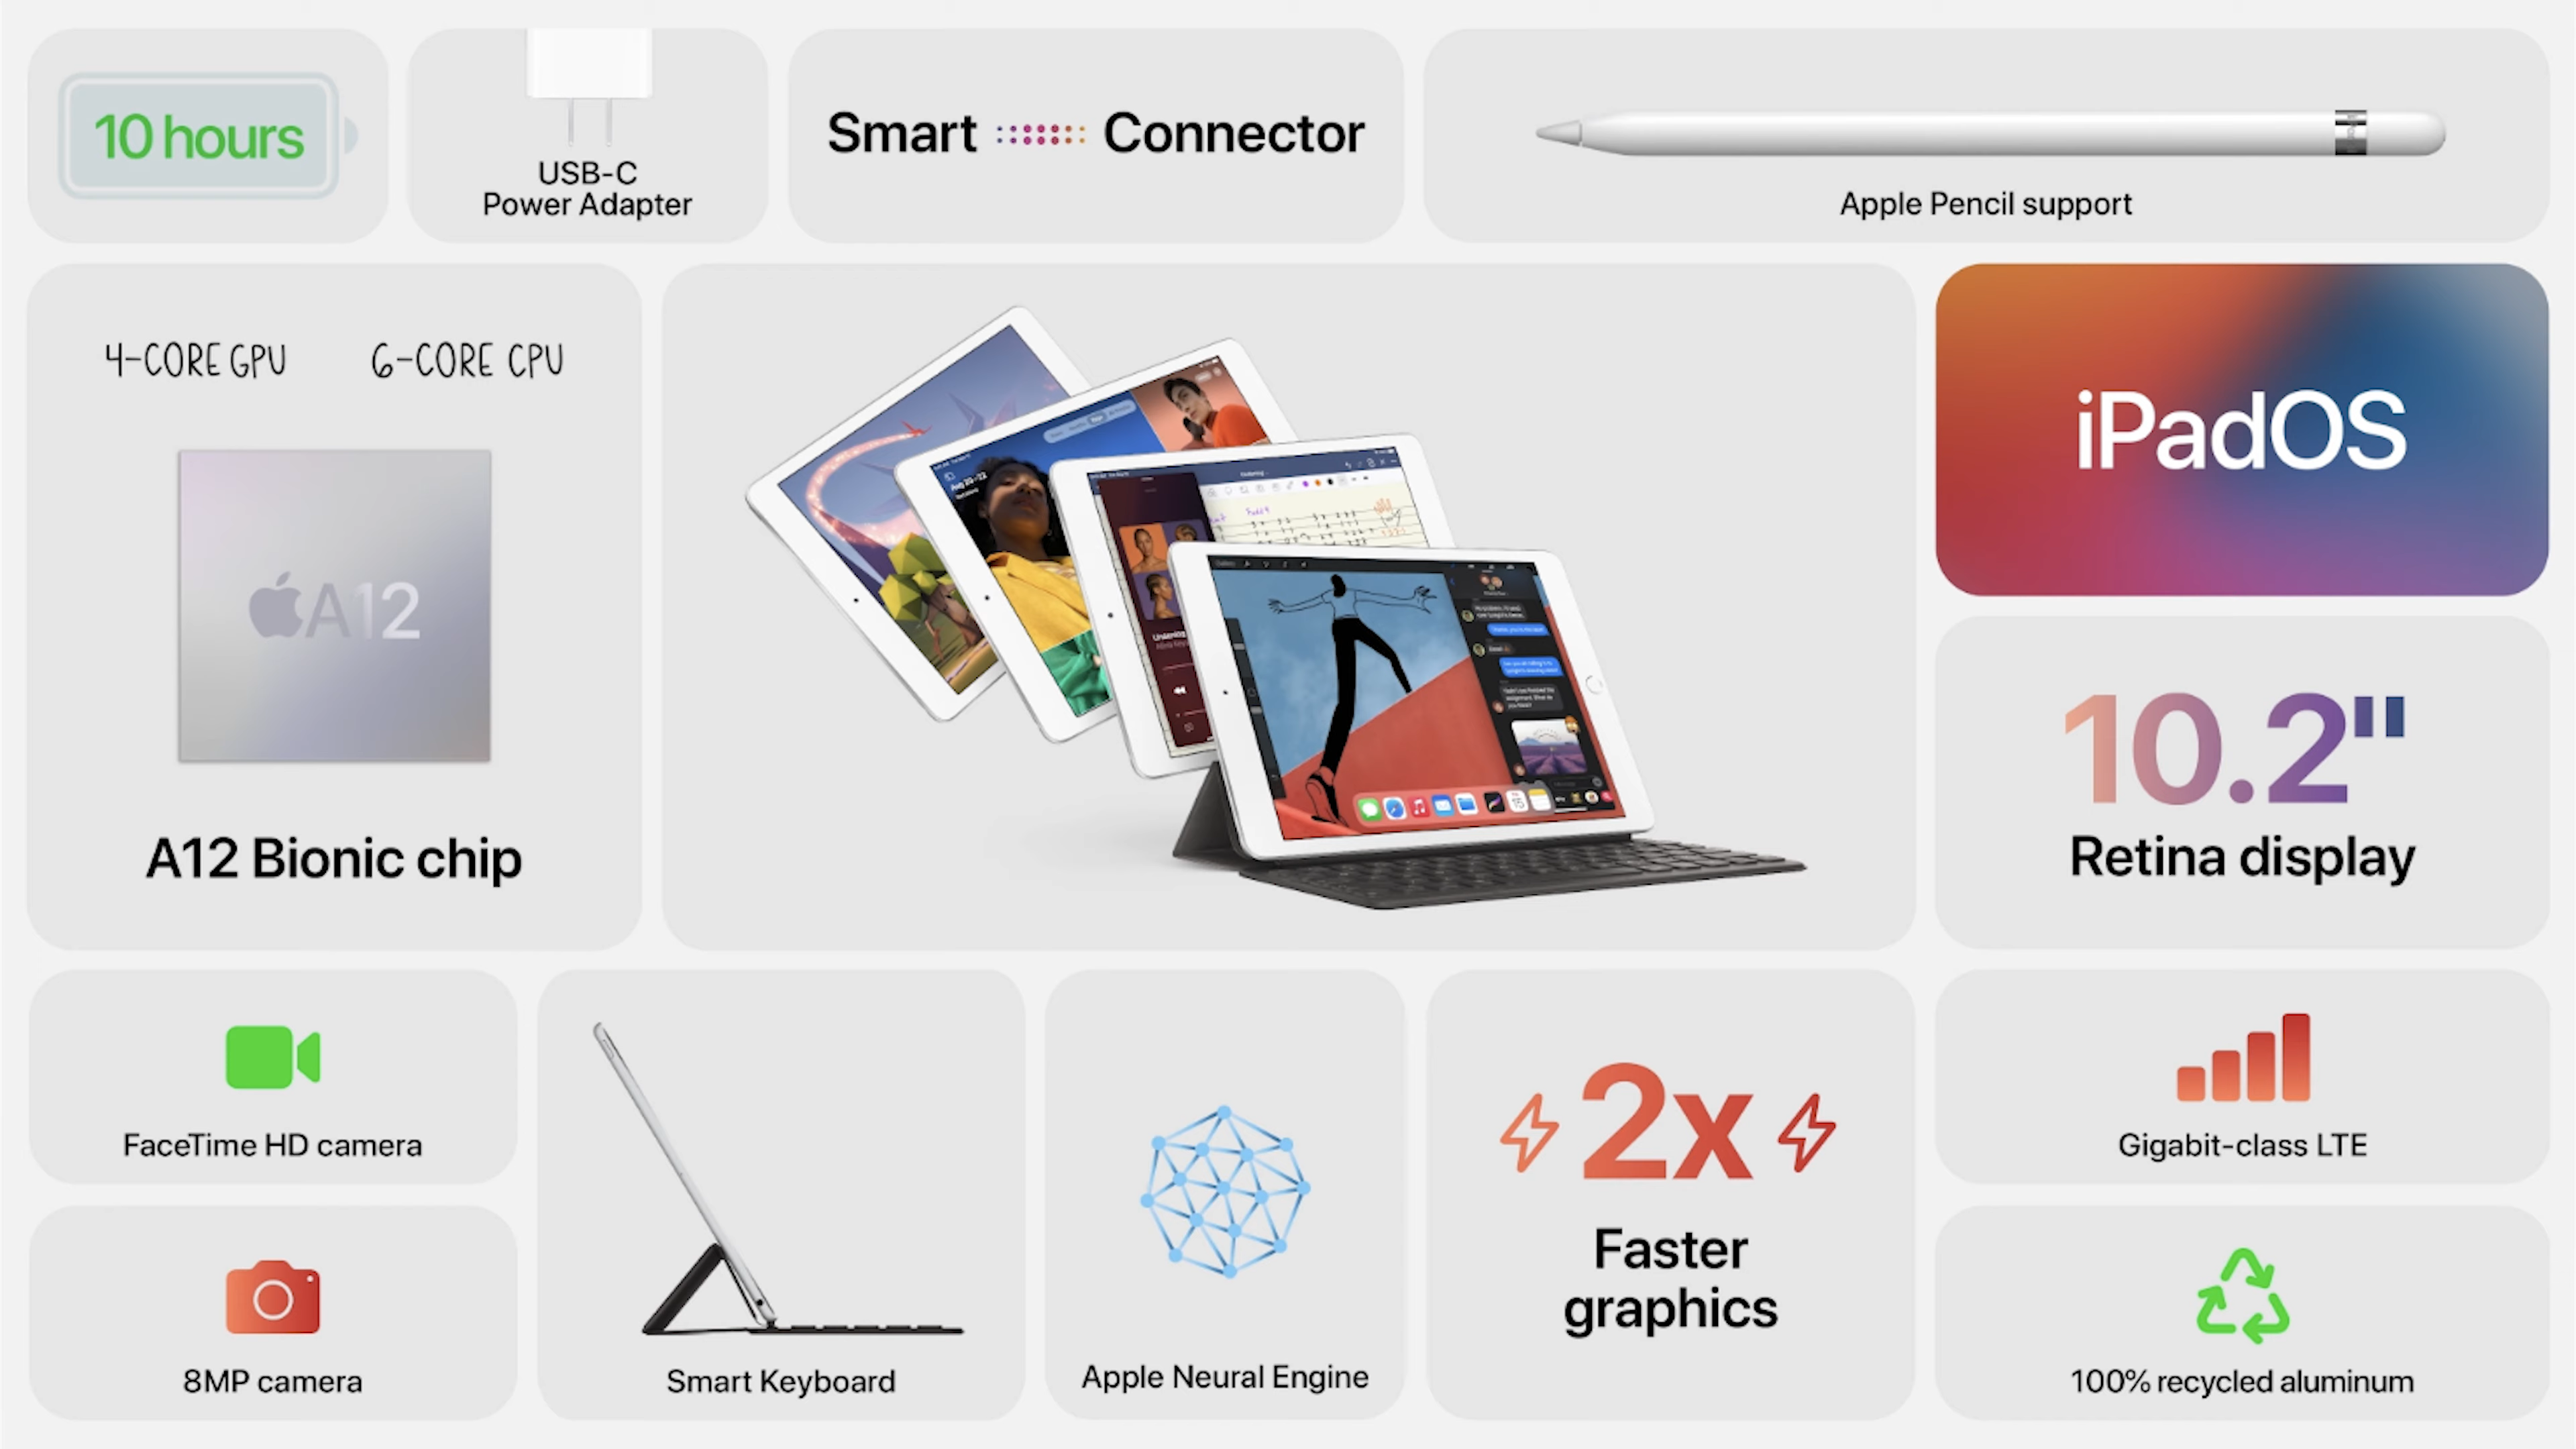 10 hours
USB-C
Power Adapter
Smart Connector
Apple Pencil support
4-CORE GPU 6-CORE CPU
A12
A12 Bionic chip
iPadOS
10.2"
Retina display
FaceTime HD camera
8MP camera
Smart Keyboard
Apple Neural Engine
2x
Faster
graphics
Gigabit-class LTE
100% recycled aluminum